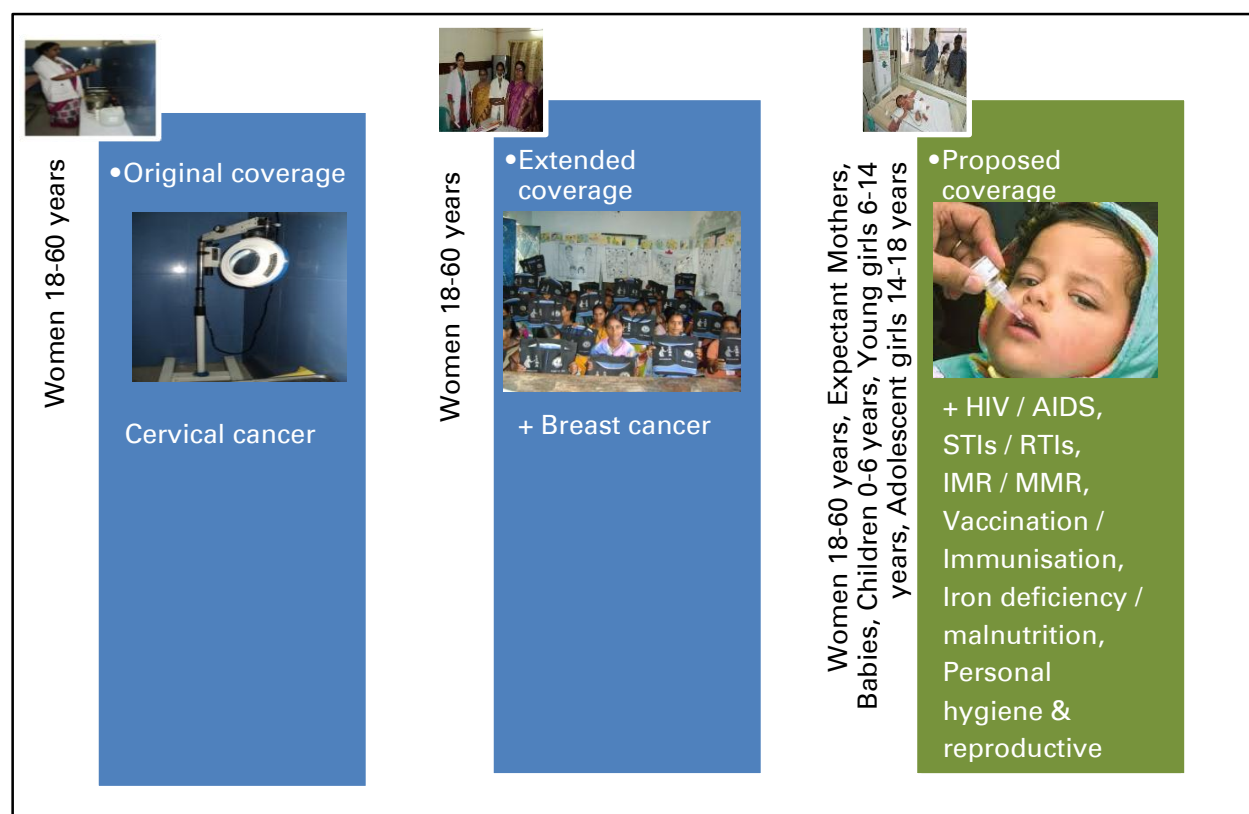 Women 18-60 years
•Original coverage
Cervical cancer
Women 18-60 years
•Extended
coverage
+ Breast cancer
Women 18-60 years, Expectant Mothers,
Babies, Children 0-6 years, Young girls 6-14
years, Adolescent girls 14-18 years
•Proposed
coverage
+ HIV / AIDS,
STIs / RTIs,
IMR / MMR,
Vaccination /
Immunisation,
Iron deficiency /
malnutrition,
Personal
hygiene &
reproductive